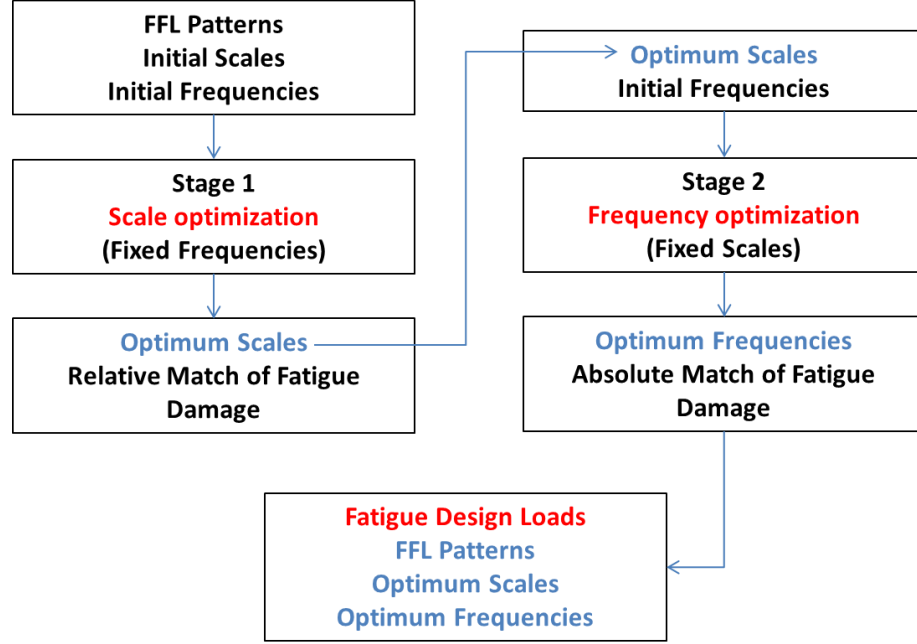 FFL Patterns
Initial Scales
Initial Frequencies
Stage 1
Scale optimization
(Fixed Frequencies)
Optimum Scales
Relative Match of Fatigue
Damage
Optimum Scales
Initial Frequencies
Stage 2
Frequency optimization
(Fixed Scales)
Optimum Frequencies
Absolute Match of Fatigue
Damage
Fatigue Design Loads
FFL Patterns
Optimum Scales
Optimum Frequencies